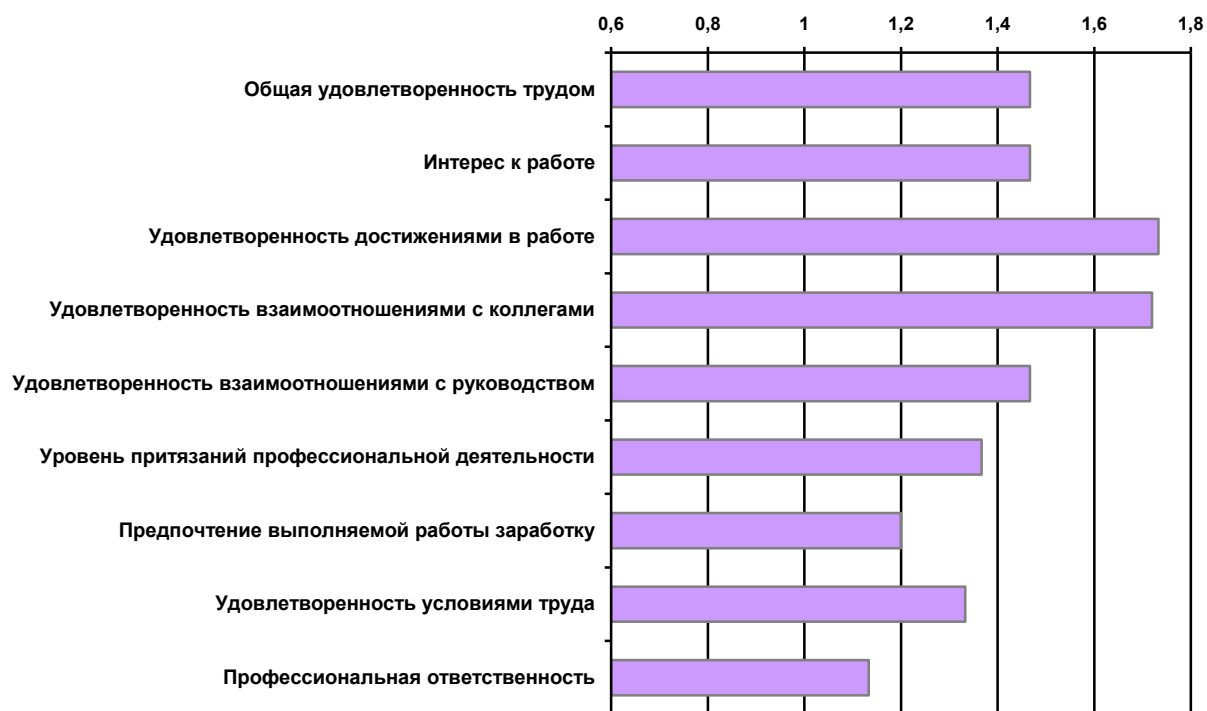 0,6 0,8 1 1,2 1,4 1,6 1,8
Общая удовлетворенность трудом
Интерес к работе
Удовлетворенность достижениями в работе
Удовлетворенность взаимоотношениями с коллегами
Удовлетворенность взаимоотношениями с руководством
Уровень притязаний профессиональной деятельности
Предпочтение выполняемой работы заработку
Удовлетворенность условиями труда
Профессиональная ответственность